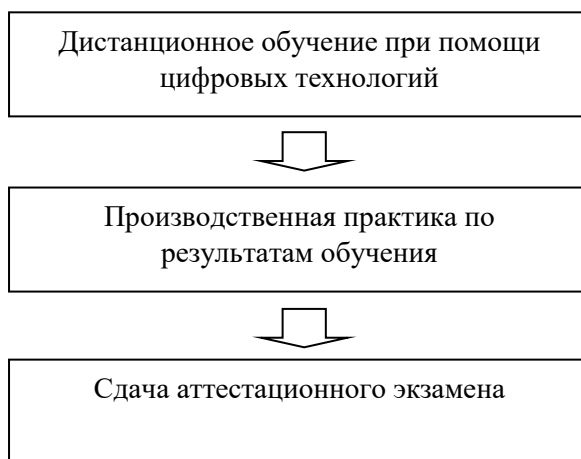 Дистанционное обучение при помощи
цифровых технологий
Производственная практика по
результатам обучения
Сдача аттестационного экзамена